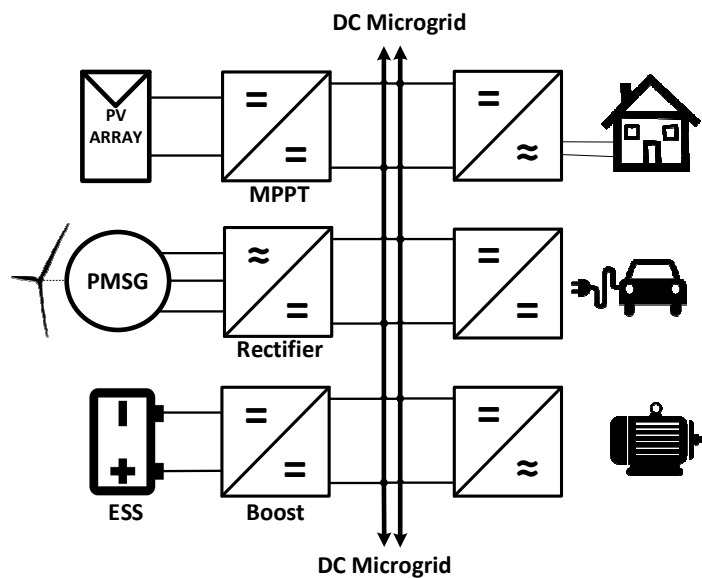 DC Microgrid
PV
ARRAY
=
=
=
≈
MPPT
PMSG
≈
=
=
=
Rectifier
=
=
=
≈
ESS
Boost
DC Microgrid